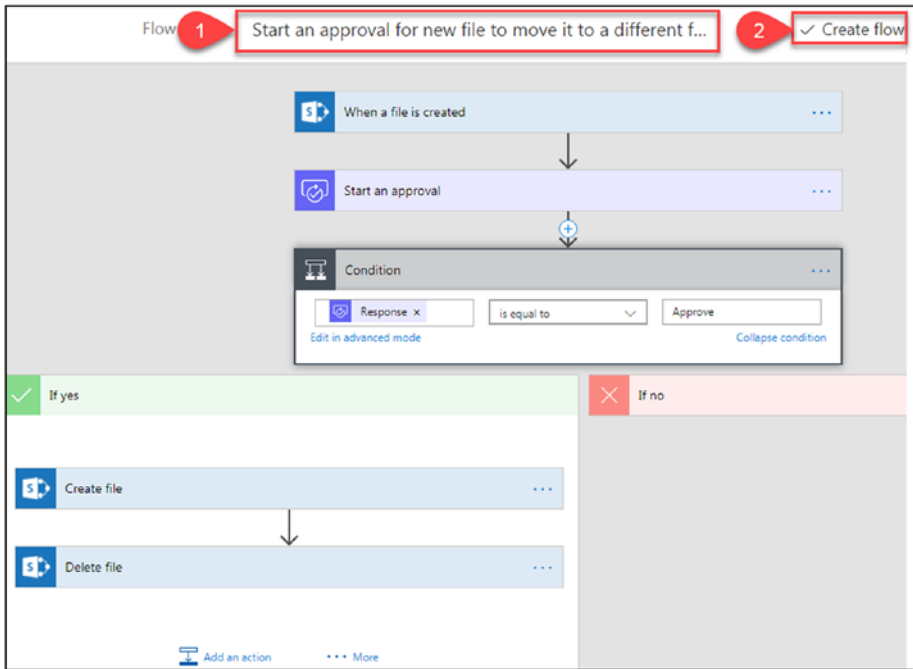 Flow
1
Start an approval for new file to move it to a different f...
2
Create flow
When a file is created
Start an approval
Condition
Response × is equal to Approve
Edit in advanced mode Collapse condition
If yes
If no
Create file
Delete file
Add an action ... More